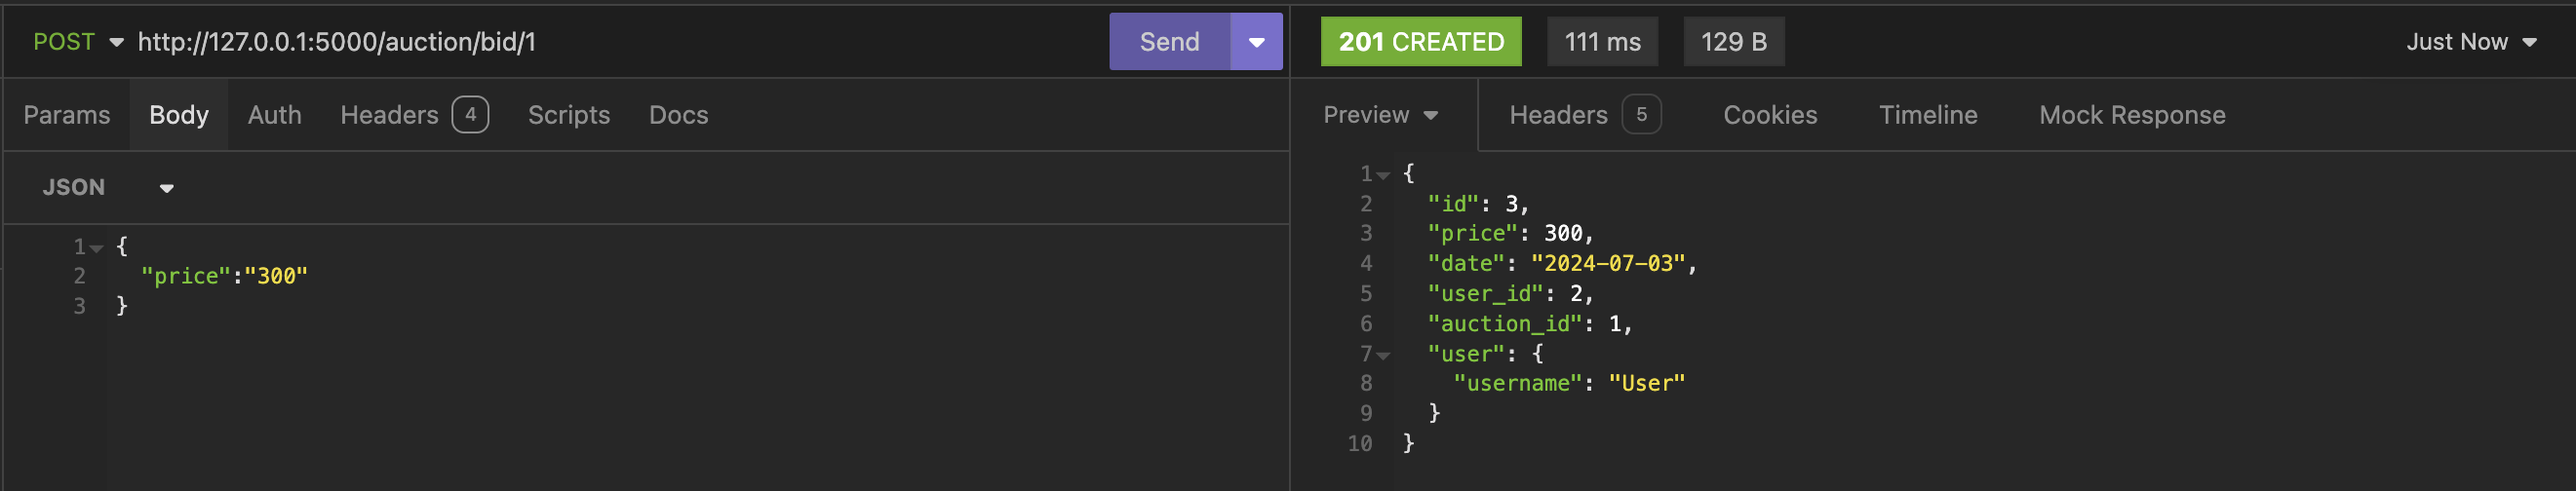 POST http://127.0.0.1:5000/auction/bid/1 Send
201 CREATED 111 ms 129 B Just Now
Params Body Auth Headers 4 Scripts Docs
Preview Headers 5 Cookies Timeline Mock Response
JSON
1 {
2 "price":"300"
3 }
1 {
2 "id": 3,
3 "price": 300,
4 "date": "2024-07-03",
5 "user_id": 2,
6 "auction_id": 1,
7 "user": {
8 "username": "User"
9 }
10 }